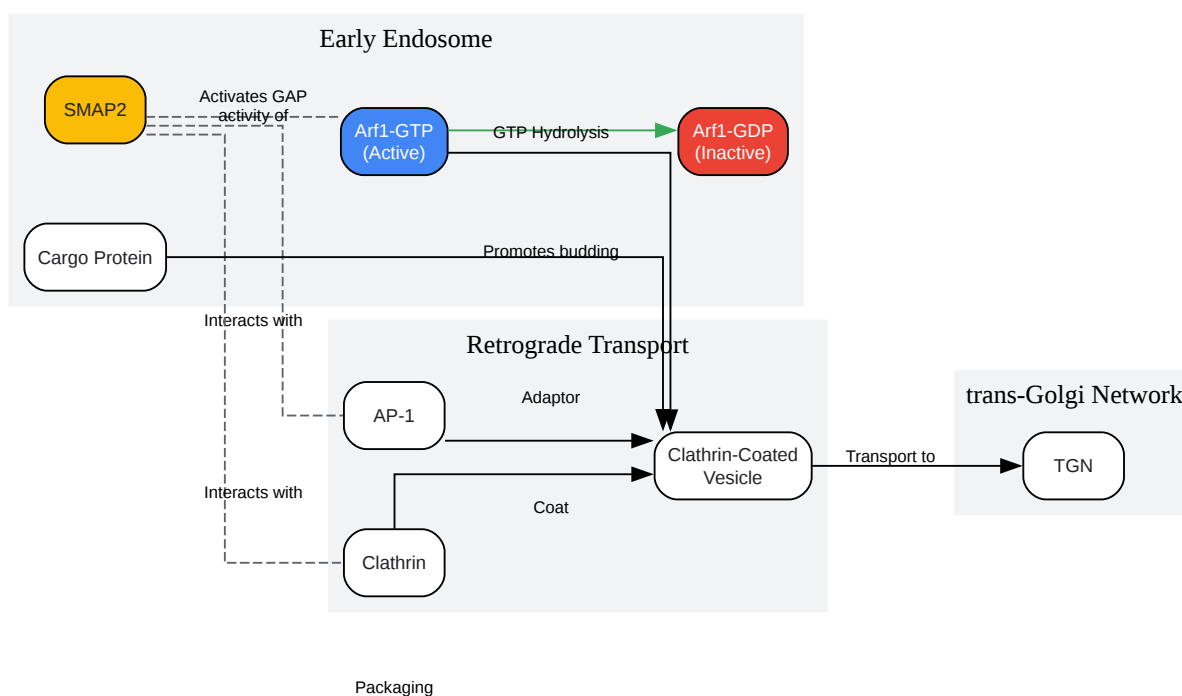 Early Endosome
SMAP2
Activates GAP
activity of
Arf1-GTP
(Active)
GTP Hydrolysis
Arf1-GDP
(Inactive)
Cargo Protein
Promotes budding
Interacts with
Retrograde Transport
AP-1
Adaptor
Clathrin-Coated
Vesicle
Transport to
trans-Golgi Network
TGN
Interacts with
Coat
Clathrin
Packaging